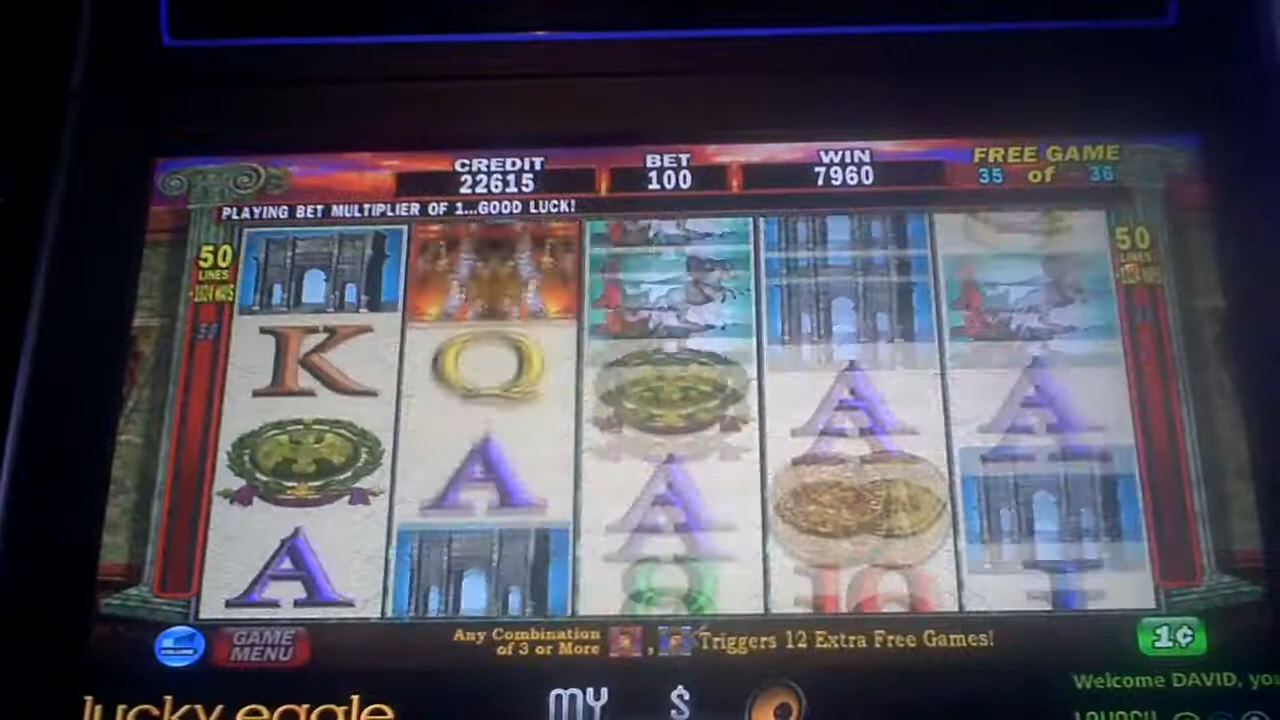 CREDIT BET WIN FREE GAME
22615 100 7960 35 of 36
PLAYING BET MULTIPLIER OF 1...GOOD LUCK!
50 50
LINES LINES
K Q
A A A A A
GAME
MENU
Any Combination
of 3 or More , Triggers 12 Extra Free Games!
VOLUME
1¢
Welcome DAVID, you
lucky eagle MY $